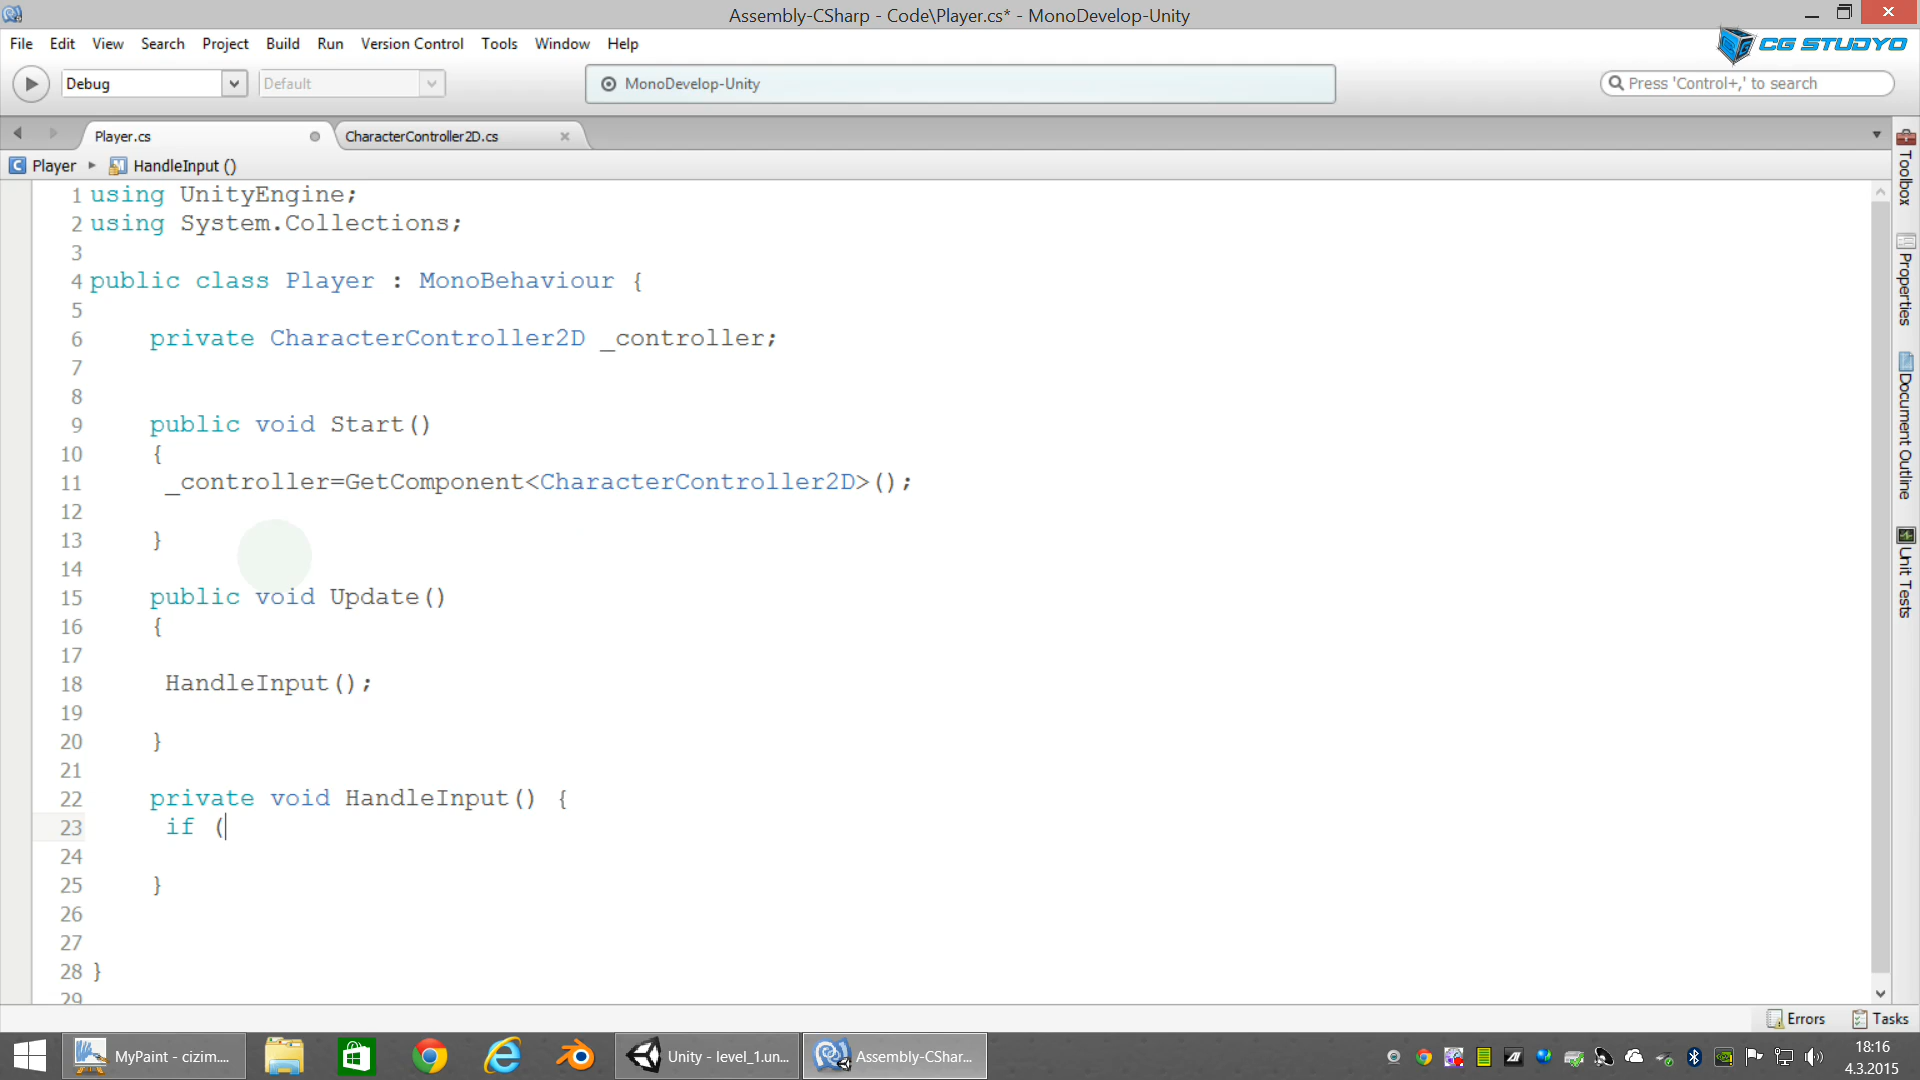 Assembly-CSharp - Code\Player.cs* - MonoDevelop-Unity
File Edit View Search Project Build Run Version Control Tools Window Help
CG STUDYO
Debug
Default
MonoDevelop-Unity
Press 'Control+,' to search
Player.cs
CharacterController2D.cs
Player
HandleInput ()
1 using UnityEngine;
2 using System.Collections;
3
4 public class Player : MonoBehaviour {
5
6 private CharacterController2D _controller;
7
8
9 public void Start()
10 {
11 _controller=GetComponent<CharacterController2D>();
12
13 }
14
15 public void Update()
16 {
17
18 HandleInput();
19
20 }
21
22 private void HandleInput() {
23 if (
24
25 }
26
27
28 }
29
Toolbox
Properties
Document Outline
Unit Tests
Errors
Tasks
MyPaint - cizim....
Unity - level_1.un...
Assembly-CShar...
18:16
4.3.2015